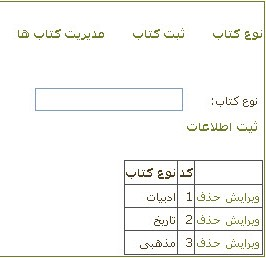 نوع کتاب ثبت کتاب مدیریت کتاب ها
نوع کتاب:
ثبت اطلاعات
کد نوع کتاب
ویرایش حذف 1 ادبیات
ویرایش حذف 2 تاریخ
ویرایش حذف 3 مذهبی